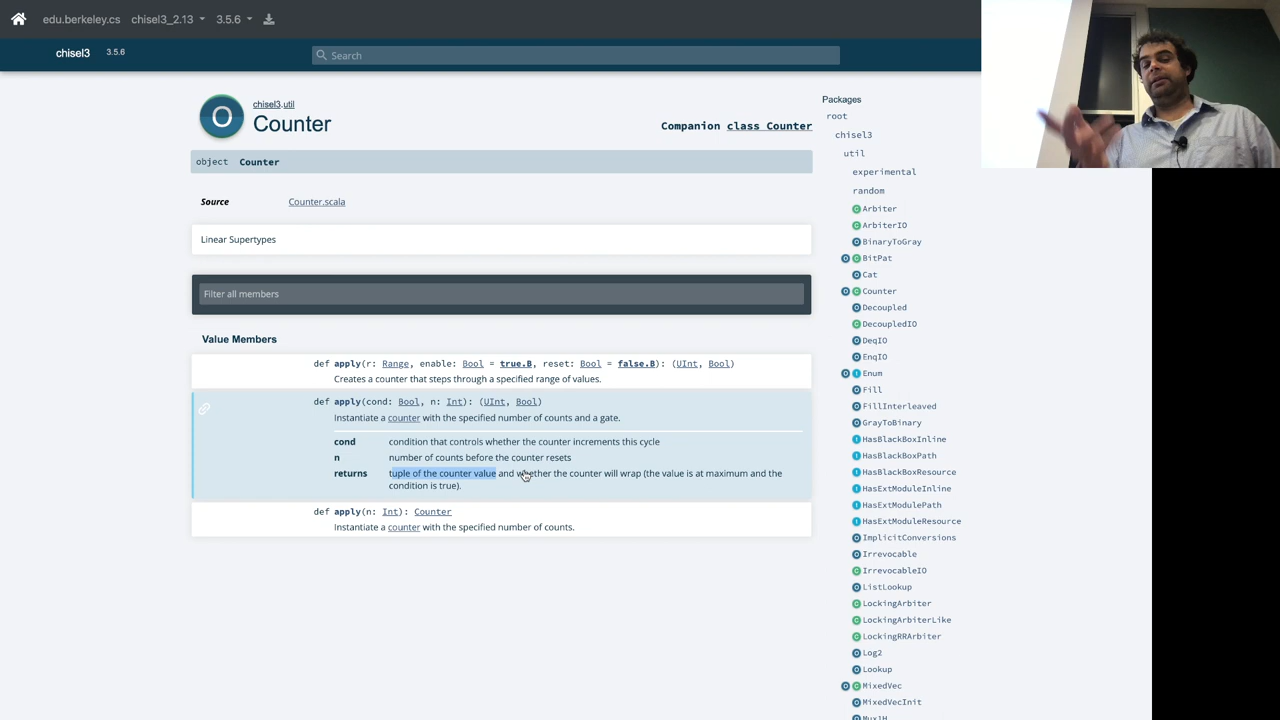 edu.berkeley.cs chisel3_2.13 3.5.6
chisel3 3.5.6
Search
O
chisel3.util
Counter
Companion class Counter
object Counter
Source Counter.scala
Linear Supertypes
Filter all members
Value Members
def apply(r: Range, enable: Bool = true.B, reset: Bool = false.B): (UInt, Bool)
Creates a counter that steps through a specified range of values.
def apply(cond: Bool, n: Int): (UInt, Bool)
Instantiate a counter with the specified number of counts and a gate.
cond condition that controls whether the counter increments this cycle
n number of counts before the counter resets
returns tuple of the counter value and whether the counter will wrap (the value is at maximum and the
condition is true).
def apply(n: Int): Counter
Instantiate a counter with the specified number of counts.
Packages
root
chisel3
util
experimental
random
C Arbiter
C ArbiterIO
O BinaryToGray
O C BitPat
O Cat
O C Counter
O Decoupled
C DecoupledIO
O DeqIO
O EnqIO
O t Enum
O Fill
O FillInterleaved
O GrayToBinary
t HasBlackBoxInline
t HasBlackBoxPath
t HasBlackBoxResource
t HasExtModuleInline
t HasExtModulePath
t HasExtModuleResource
O ImplicitConversions
O Irrevocable
C IrrevocableIO
O ListLookup
C LockingArbiter
C LockingArbiterLike
C LockingRRArbiter
O Log2
O Lookup
O C MixedVec
O MixedVecInit
O Mux1H